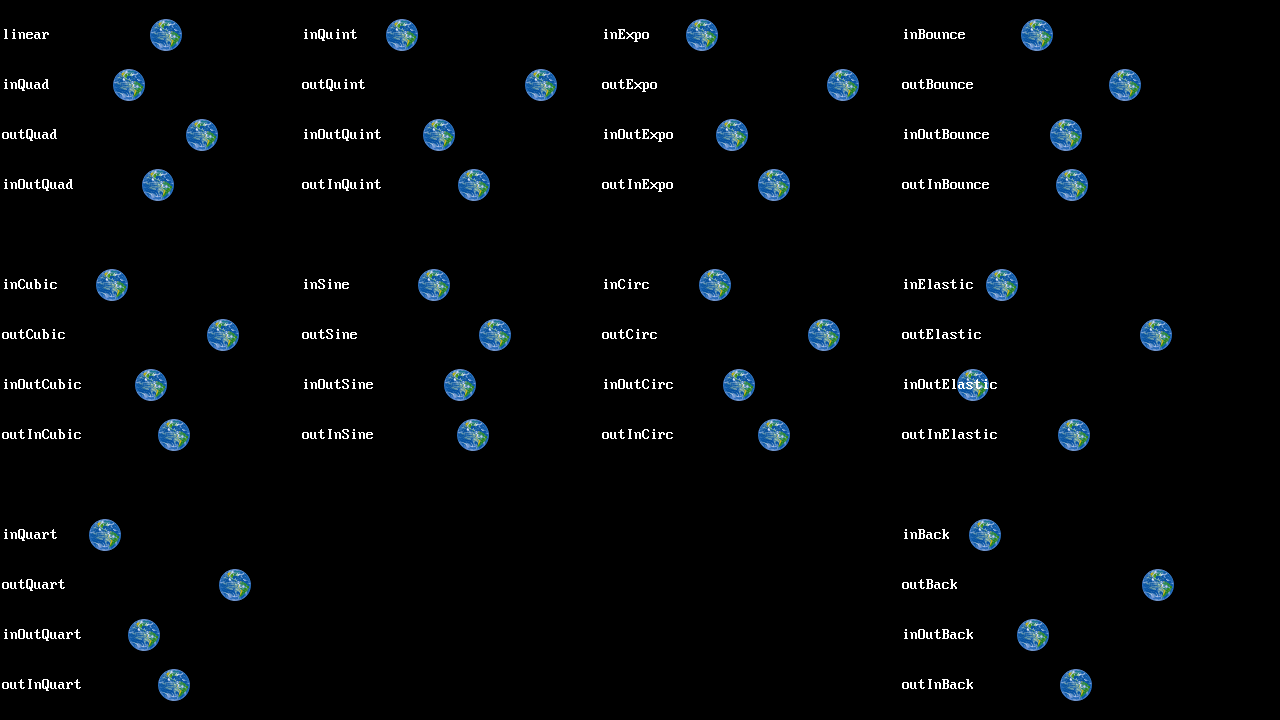 linear
inQuad
outQuad
inOutQuad
inQuint
outQuint
inOutQuint
outInQuint
inExpo
outExpo
inOutExpo
outInExpo
inBounce
outBounce
inOutBounce
outInBounce
inCubic
outCubic
inOutCubic
outInCubic
inSine
outSine
inOutSine
outInSine
inCirc
outCirc
inOutCirc
outInCirc
inElastic
outElastic
inOutElastic
outInElastic
inQuart
outQuart
inOutQuart
outInQuart
inBack
outBack
inOutBack
outInBack